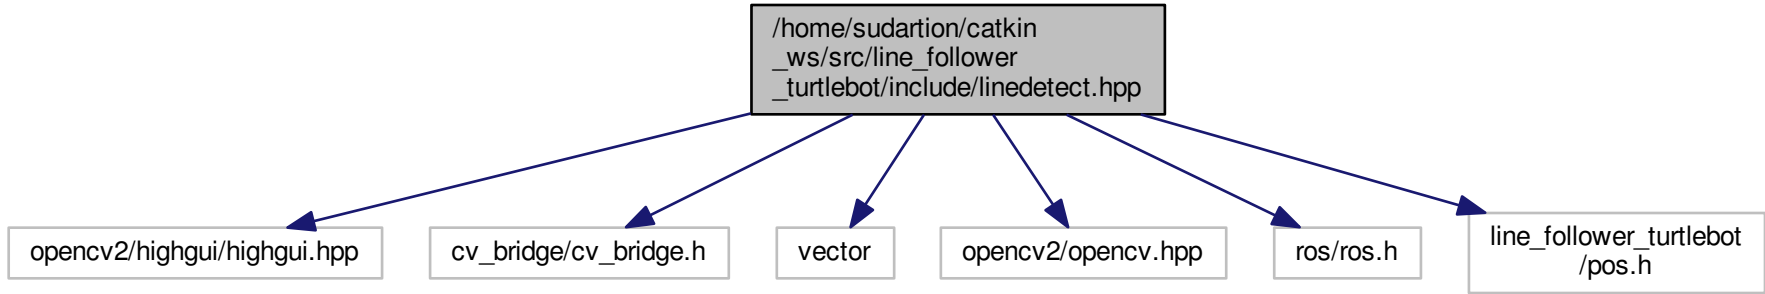 /home/sudartion/catkin
_ws/src/line_follower
_turtlebot/include/linedetect.hpp
opencv2/highgui/highgui.hpp
cv_bridge/cv_bridge.h
vector
opencv2/opencv.hpp
ros/ros.h
line_follower_turtlebot
/pos.h